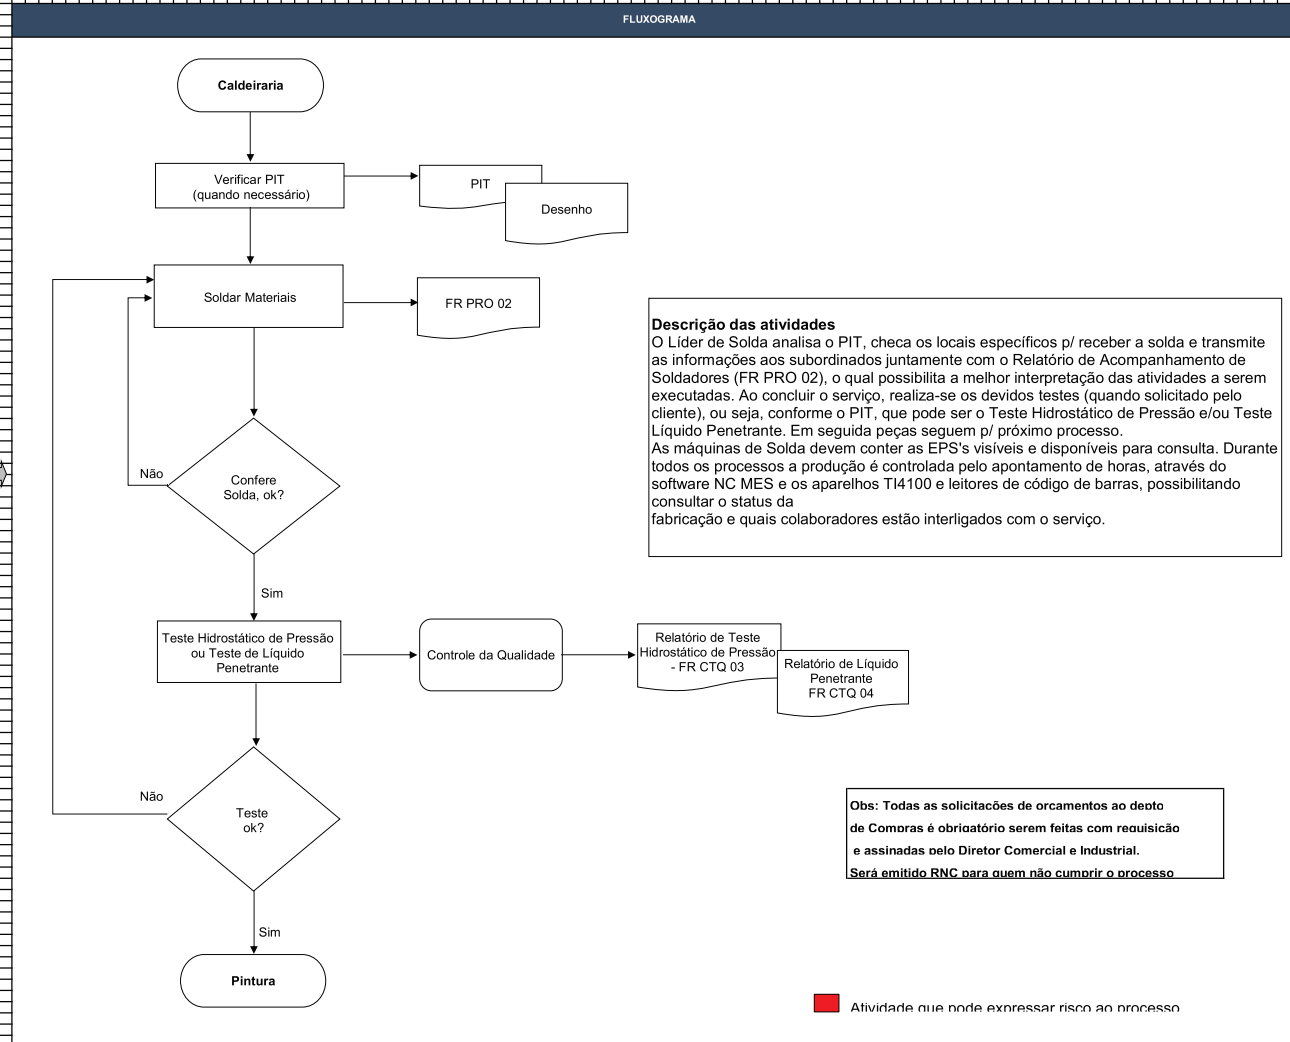 FLUXOGRAMA
Caldeiraria
Verificar PIT
(quando necessário)
PIT
Desenho
Soldar Materiais
FR PRO 02
Descrição das atividades
O Líder de Solda analisa o PIT, checa os locais específicos p/ receber a solda e transmite
as informações aos subordinados juntamente com o Relatório de Acompanhamento de
Soldadores (FR PRO 02), o qual possibilita a melhor interpretação das atividades a serem
executadas. Ao concluir o serviço, realiza-se os devidos testes (quando solicitado pelo
cliente), ou seja, conforme o PIT, que pode ser o Teste Hidrostático de Pressão e/ou Teste
Líquido Penetrante. Em seguida peças seguem p/ próximo processo.
As máquinas de Solda devem conter as EPS's visíveis e disponíveis para consulta. Durante
todos os processos a produção é controlada pelo apontamento de horas, através do
software NC MES e os aparelhos TI4100 e leitores de código de barras, possibilitando
consultar o status da
fabricação e quais colaboradores estão interligados com o serviço.
Não
Confere
Solda, ok?
Sim
Teste Hidrostático de Pressão
ou Teste de Líquido
Penetrante
Controle da Qualidade
Relatório de Teste
Hidrostático de Pressão
- FR CTQ 03
Relatório de Líquido
Penetrante
FR CTQ 04
Não
Teste
ok?
Sim
Pintura
Obs: Todas as solicitações de orçamentos ao depto
de Compras é obrigatório serem feitas com requisição
e assinadas pelo Diretor Comercial e Industrial.
Será emitido RNC para quem não cumprir o processo
Atividade que pode expressar risco ao processo